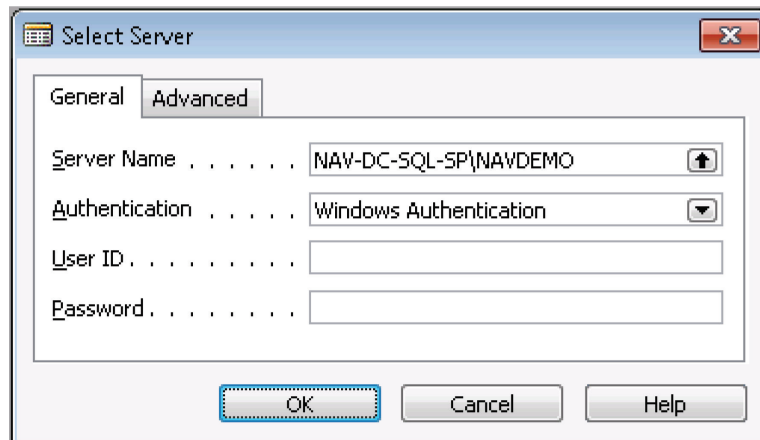 Select Server
General Advanced
Server Name . . . . . . NAV-DC-SQL-SP\NAVDEMO
Authentication . . . . . Windows Authentication
User ID. . . . . . . . .
Password. . . . . . . .
OK Cancel Help